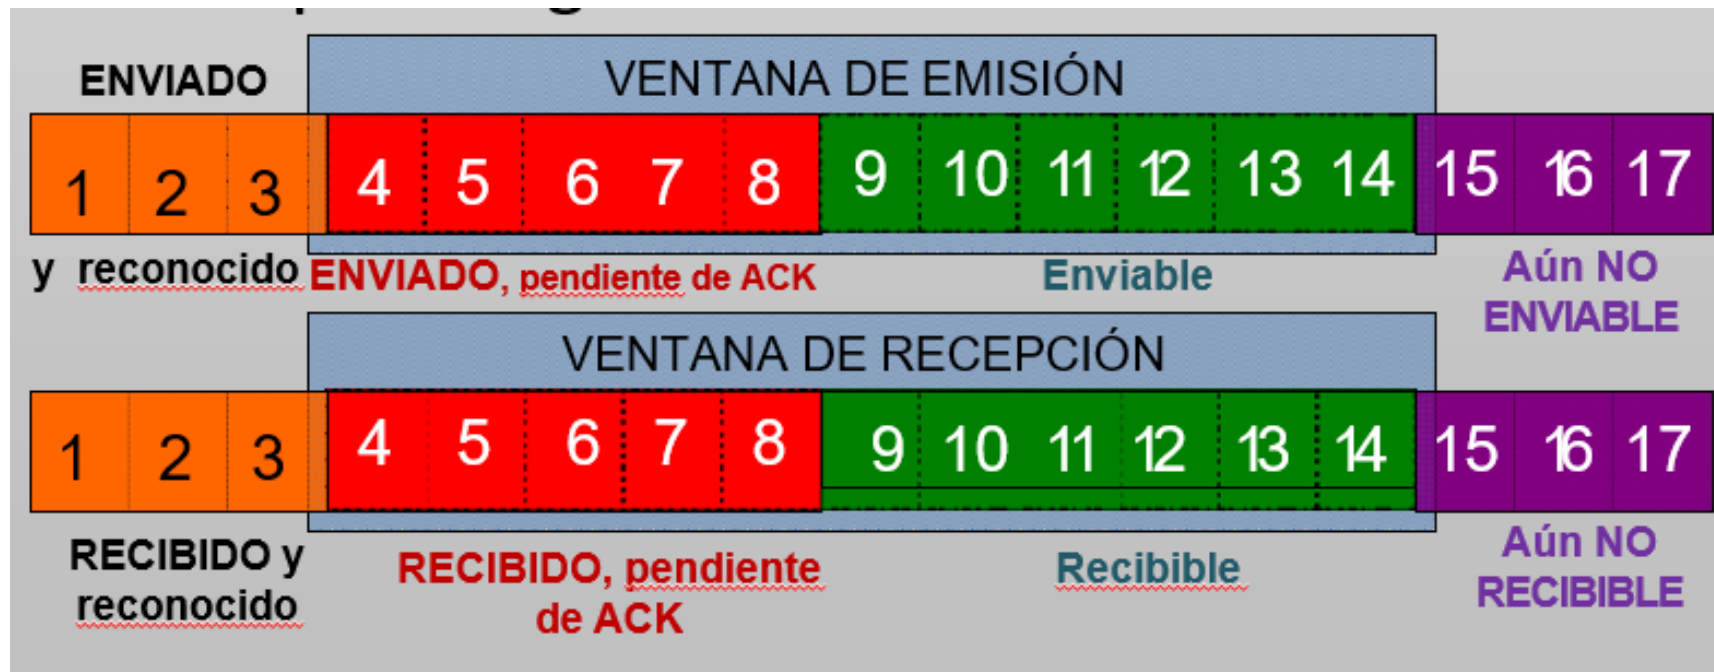 ENVIADO
VENTANA DE EMISIÓN
1 2 3 4 5 6 7 8 9 10 11 12 13 14 15 16 17
y reconocido
ENVIADO, pendiente de ACK
Enviable
Aún NO
ENVIABLE
VENTANA DE RECEPCIÓN
1 2 3 4 5 6 7 8 9 10 11 12 13 14 15 16 17
RECIBIDO y
reconocido
RECIBIDO, pendiente
de ACK
Recibible
Aún NO
RECIBIBLE